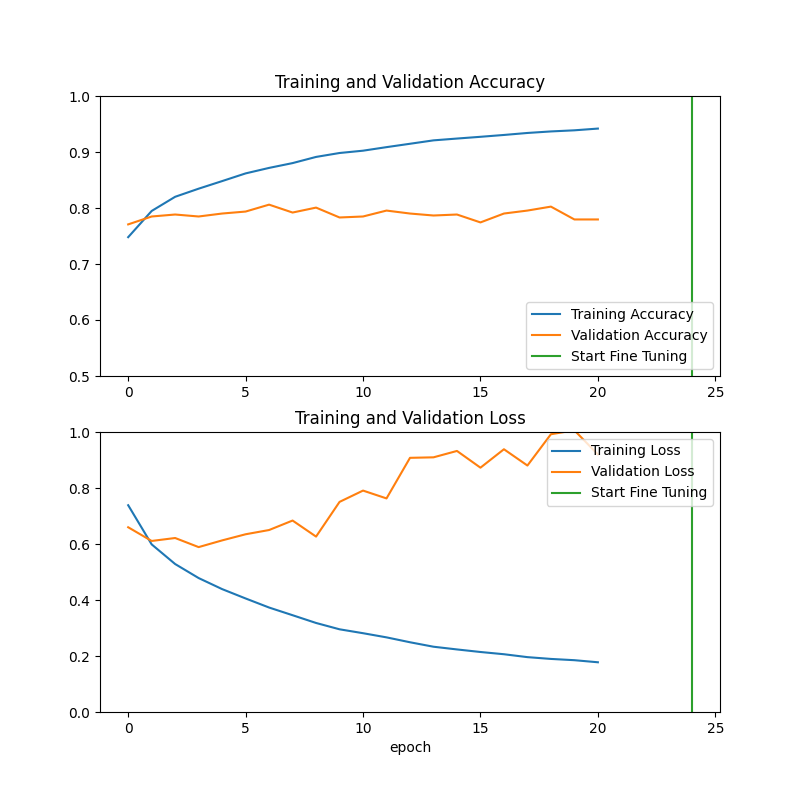 Training and Validation Accuracy
1.0
0.9
0.8
0.7
0.6
0.5
Training Accuracy
Validation Accuracy
Start Fine Tuning
0 5 10 15 20 25
Training and Validation Loss
1.0
0.8
0.6
0.4
0.2
0.0
Training Loss
Validation Loss
Start Fine Tuning
0 5 10 15 20 25
epoch